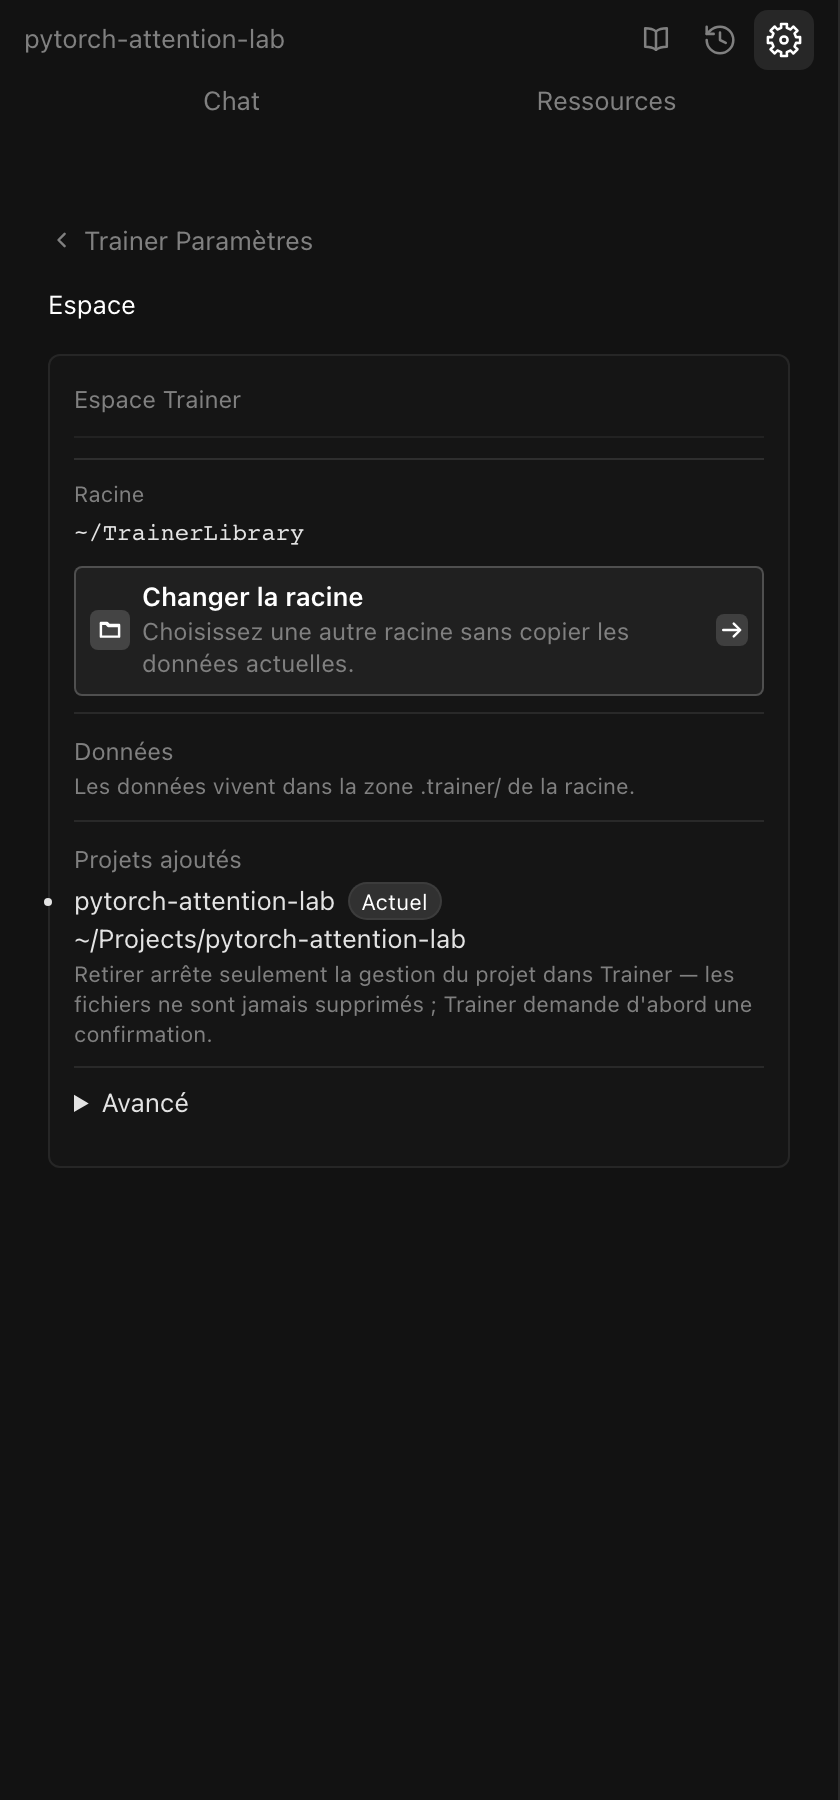 pytorch-attention-lab
Chat
Ressources
Trainer Paramètres
Espace
Espace Trainer
Racine
~/TrainerLibrary
Changer la racine
Choisissez une autre racine sans copier les
données actuelles.
Données
Les données vivent dans la zone .trainer/ de la racine.
Projets ajoutés
pytorch-attention-lab Actuel
~/Projects/pytorch-attention-lab
Retirer arrête seulement la gestion du projet dans Trainer — les
fichiers ne sont jamais supprimés ; Trainer demande d'abord une
confirmation.
Avancé